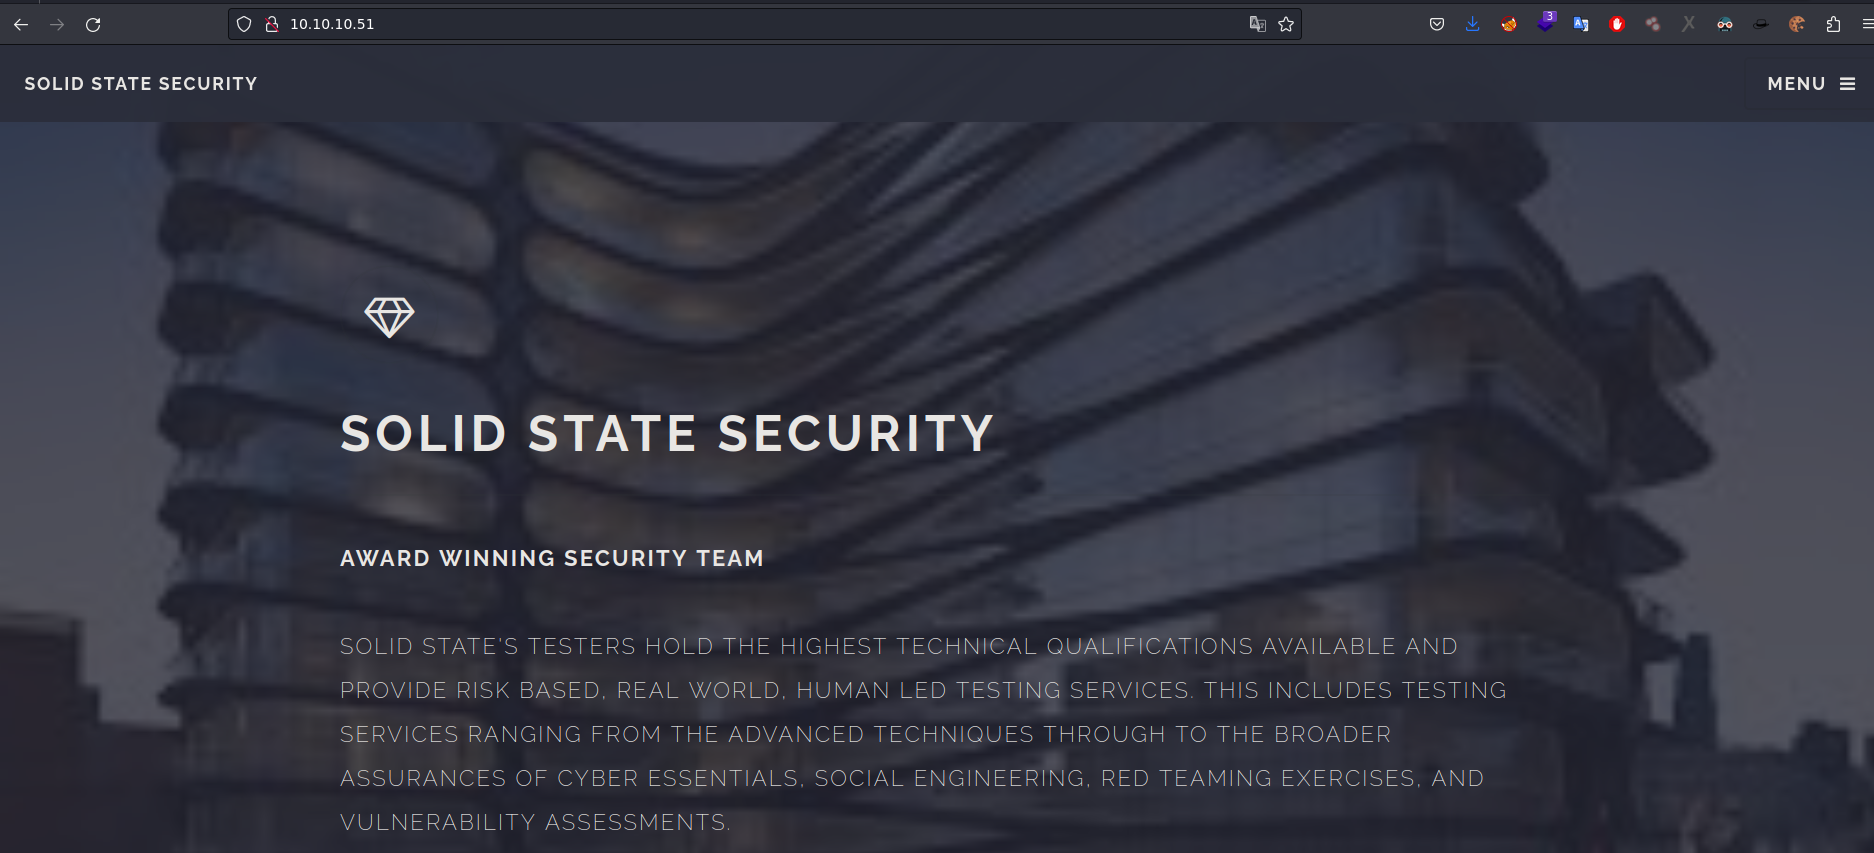 10.10.10.51
3
SOLID STATE SECURITY
MENU
SOLID STATE SECURITY
AWARD WINNING SECURITY TEAM
SOLID STATE'S TESTERS HOLD THE HIGHEST TECHNICAL QUALIFICATIONS AVAILABLE AND
PROVIDE RISK BASED, REAL WORLD, HUMAN LED TESTING SERVICES. THIS INCLUDES TESTING
SERVICES RANGING FROM THE ADVANCED TECHNIQUES THROUGH TO THE BROADER
ASSURANCES OF CYBER ESSENTIALS, SOCIAL ENGINEERING, RED TEAMING EXERCISES, AND
VULNERABILITY ASSESSMENTS.